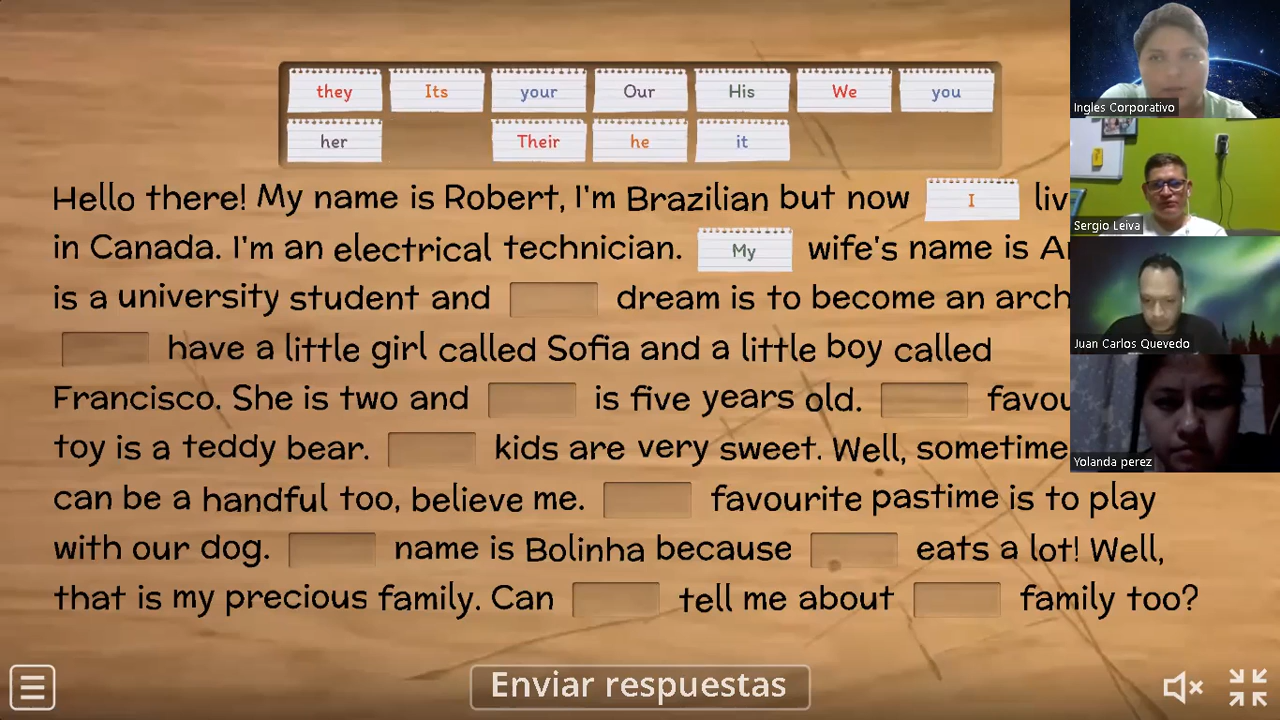 they Its your Our His We you
her Their he it
Hello there! My name is Robert, I'm Brazilian but now I
in Canada. I'm an electrical technician. My wife's name is
is a university student and dream is to become an
have a little girl called Sofia and a little boy called
Francisco. She is two and is five years old.
toy is a teddy bear. kids are very sweet. Well,
can be a handful too, believe me. favourite pastime is to play
with our dog. name is Bolinha because eats a lot! Well,
that is my precious family. Can tell me about family too?
Enviar respuestas
Ingles Corporativo
Sergio Leiva
Juan Carlos Quevedo
Yolanda perez